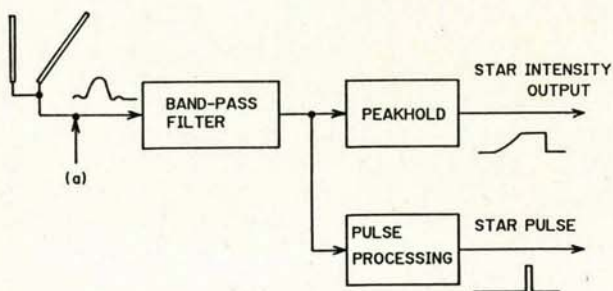 STAR INTENSITY
OUTPUT
BAND-PASS
FILTER
PEAKHOLD
(a)
PULSE
PROCESSING
STAR PULSE